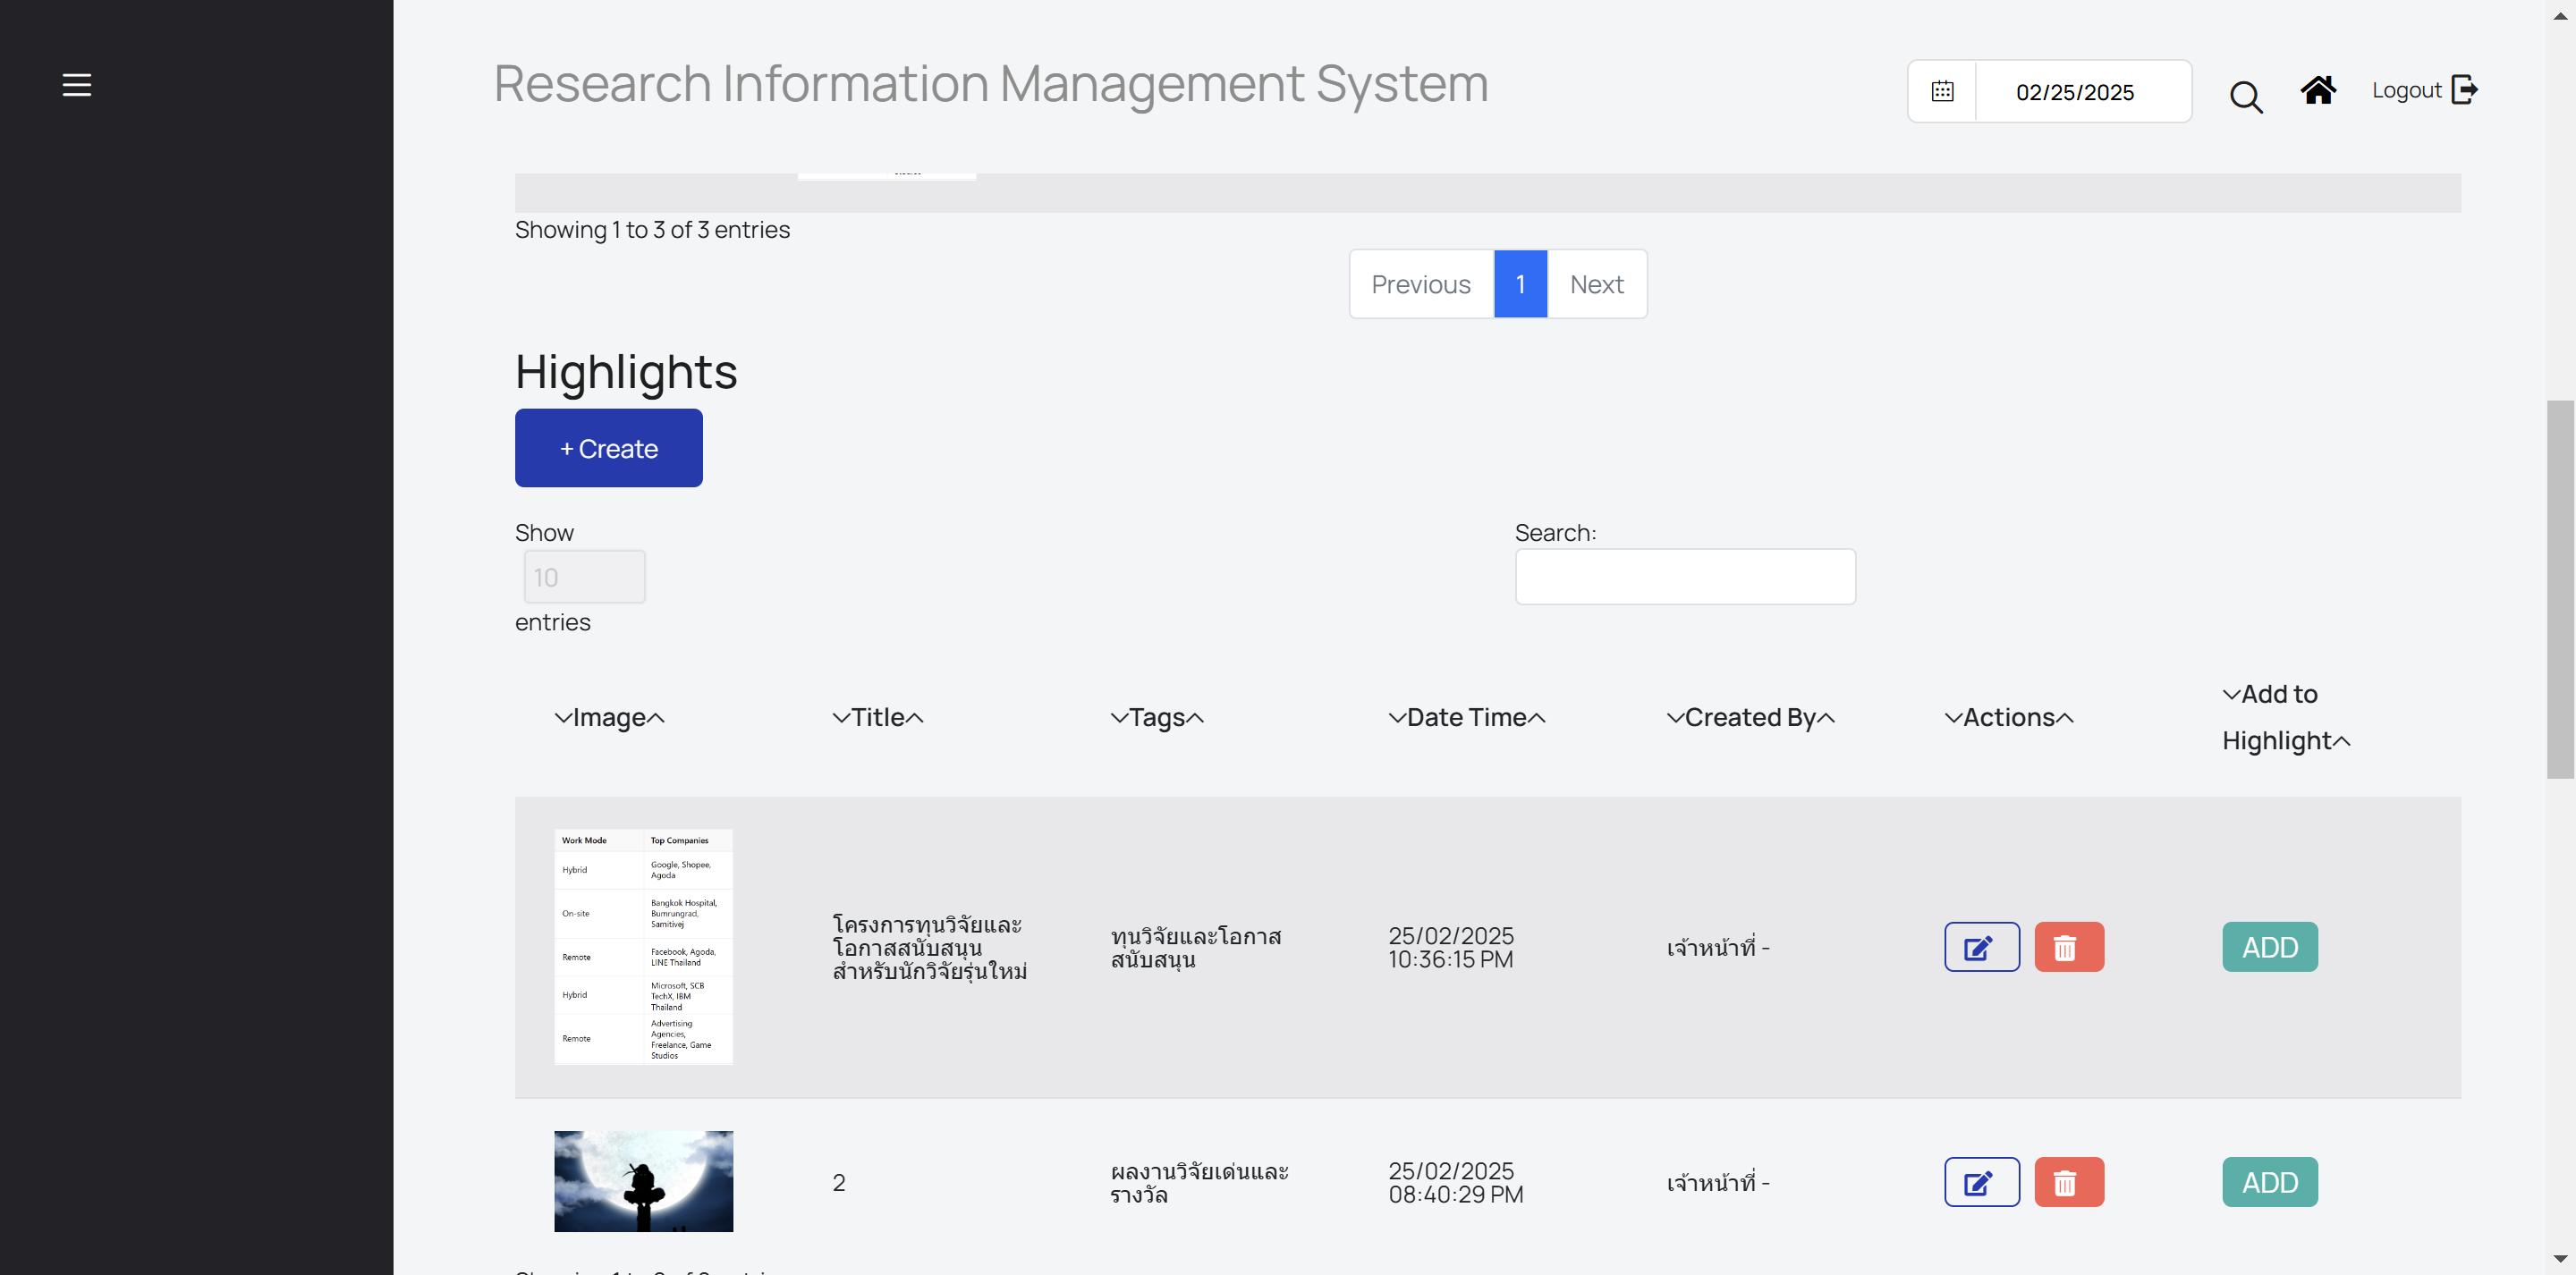 Research Information Management System
02/25/2025
Logout
Showing 1 to 3 of 3 entries
Previous
1
Next
Highlights
+ Create
Show
10
entries
Search:
Image
Title
Tags
Date Time
Created By
Actions
Add to
Highlight
Work Mode
Top Companies
Hybrid
Google, Shopee,
Agoda
On-site
Bangkok Hospital,
Bumrungrad,
Samitivej
Remote
Facebook, Agoda,
LINE Thailand
Hybrid
Microsoft, SCB
TechX, IBM
Thailand
Remote
Advertising
Agencies,
Freelance, Game
Studios
โครงการทุนวิจัยและ
โอกาสสนับสนุน
สำหรับนักวิจัยรุ่นใหม่
ทุนวิจัยและโอกาส
สนับสนุน
25/02/2025
10:36:15 PM
เจ้าหน้าที่ -
ADD
2
ผลงานวิจัยเด่นและ
รางวัล
25/02/2025
08:40:29 PM
เจ้าหน้าที่ -
ADD